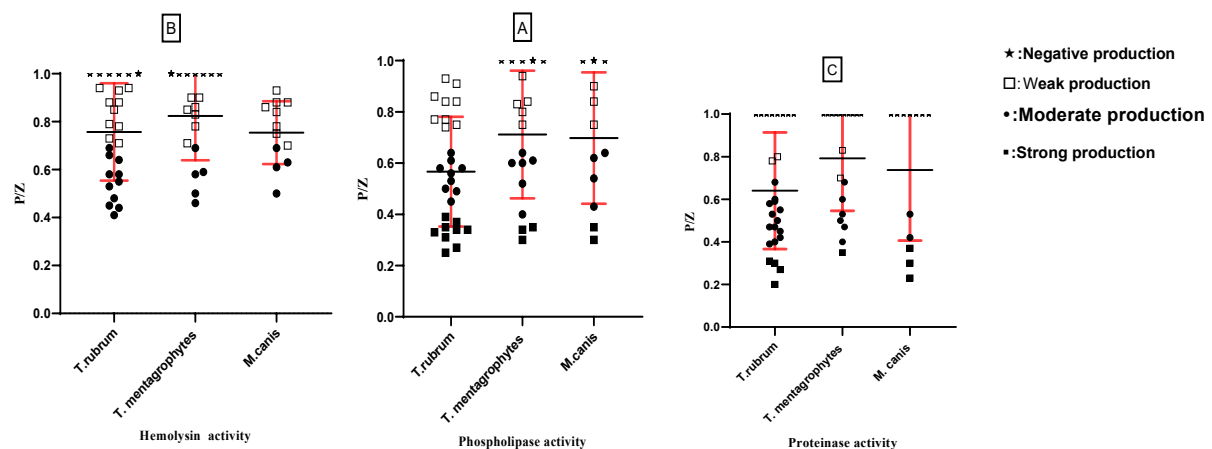 B
1.0
0.8
0.6
0.4
0.2
0.0
P/Z
T.rubrum
T. mentagrophytes
M.canis
Hemolysin activity
A
1.0
0.8
0.6
0.4
0.2
0.0
P/Z
T.rubrum
T. mentagrophytes
M.canis
Phospholipase activity
C
1.0
0.8
0.6
0.4
0.2
0.0
P/Z
T.rubrum
T. mentagrophytes
M. canis
Proteinase activity
★:Negative production
□: Weak production
●:Moderate production
■:Strong production